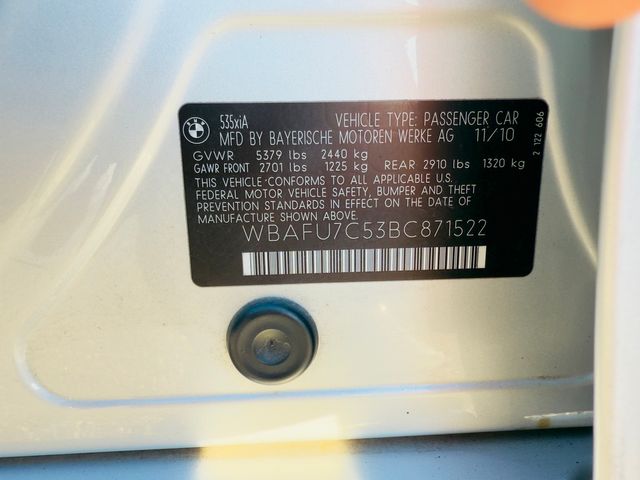 535xiA VEHICLE TYPE: PASSENGER CAR
MFD BY BAYERISCHE MOTOREN WERKE AG 11/10
GVWR 5379 lbs 2440 kg
GAWR FRONT 2701 lbs 1225 kg REAR 2910 lbs 1320 kg
THIS VEHICLE CONFORMS TO ALL APPLICABLE U.S.
FEDERAL MOTOR VEHICLE SAFETY, BUMPER AND THEFT
PREVENTION STANDARDS IN EFFECT ON THE DATE OF
MANUFACTURE SHOWN ABOVE.
WBAFU7C53BC871522
2 122 606